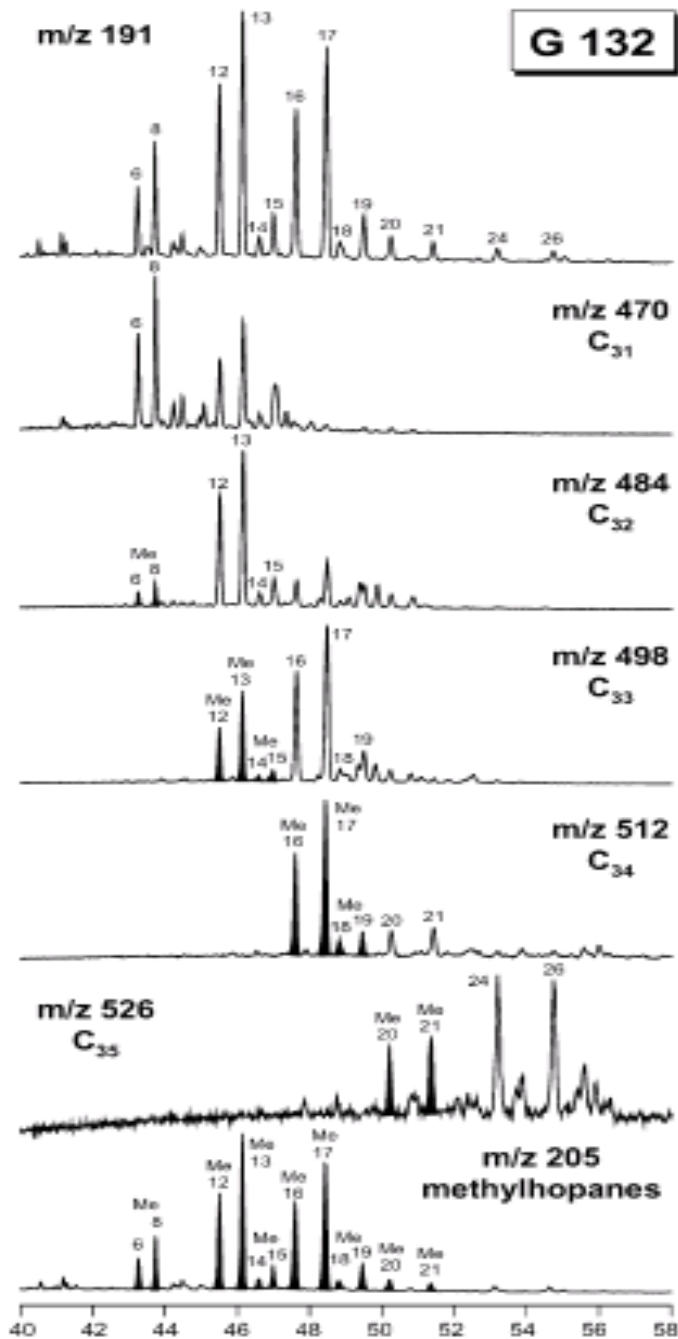 m/z 191
G 132
13
17
12
16
8
6
15
14
19
18
20
21
24
26
m/z 470
C₃₁
8
6
m/z 484
C₃₂
13
12
Me
6 8
14 15
m/z 498
C₃₃
17
16
Me
13
Me
12
Me
14 15
18 19
m/z 512
C₃₄
Me
17
Me
16
Me
18 19 20 21
m/z 526
C₃₅
24
26
Me
20
Me
21
m/z 205
methylhopanes
Me
13
Me
17
Me
12
Me
16
Me
6 8
Me
14 15
Me
18 19
Me
20
Me
21
40 42 44 46 48 50 52 54 56 58